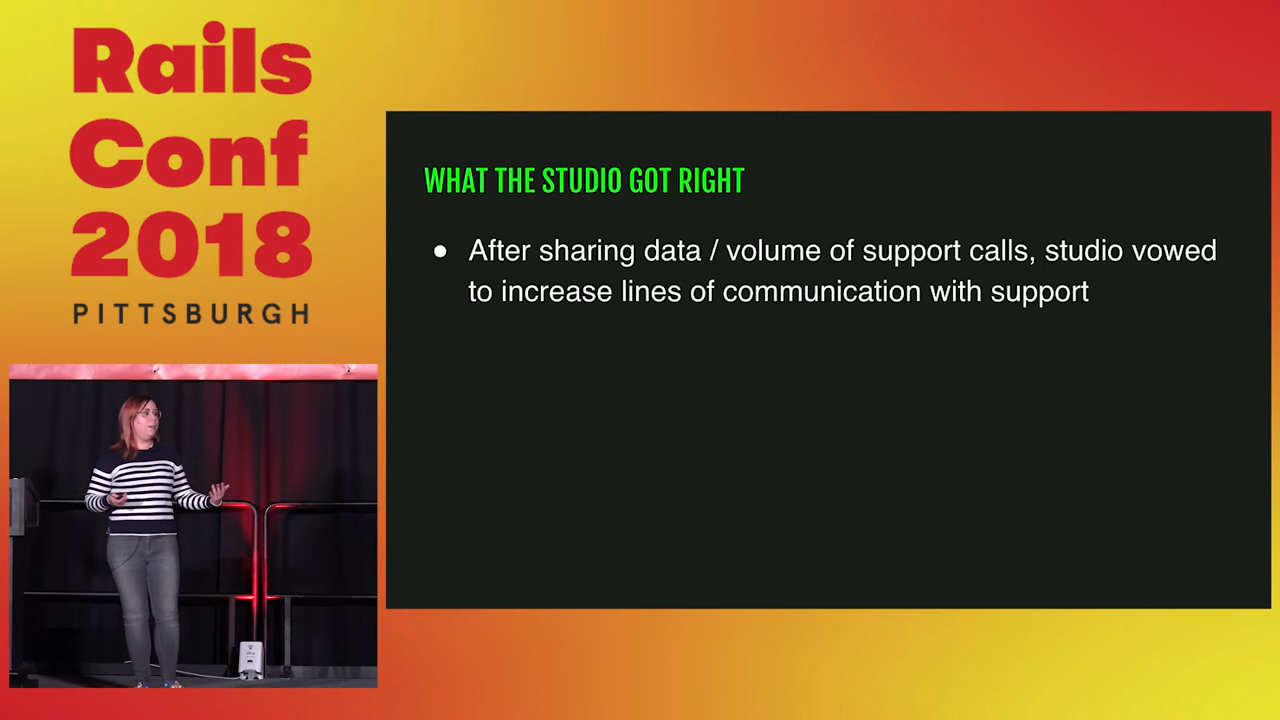 Rails
Conf
2018
PITTSBURGH
WHAT THE STUDIO GOT RIGHT
● After sharing data / volume of support calls, studio vowed
to increase lines of communication with support